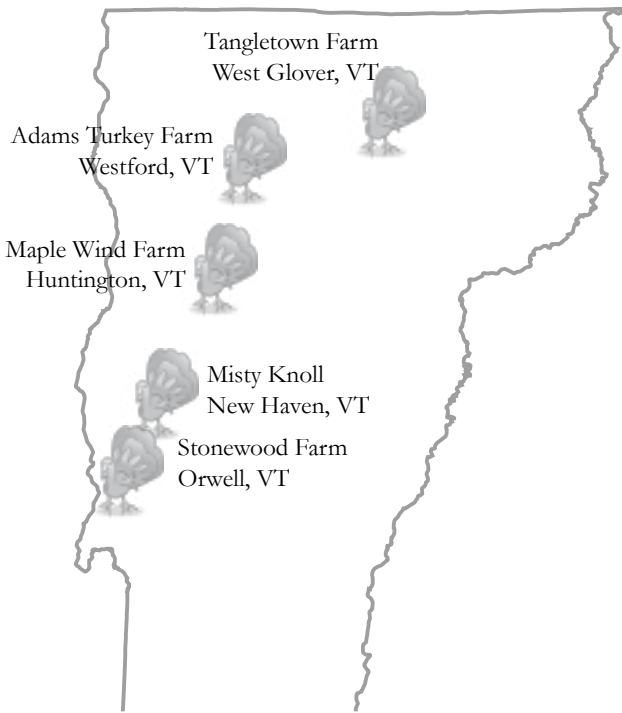 Tangletown Farm
West Glover, VT
Adams Turkey Farm
Westford, VT
Maple Wind Farm
Huntington, VT
Misty Knoll
New Haven, VT
Stonewood Farm
Orwell, VT